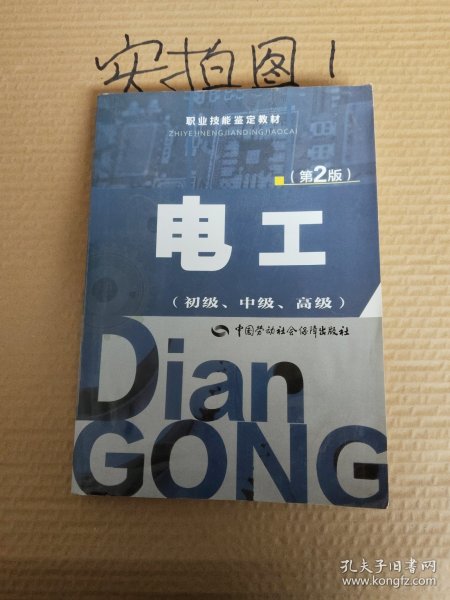 实拍图1
职业技能鉴定教材
ZHIYEJINENGJIANDINGJIAOCAI
（第2版）
电工
（初级、中级、高级）
中国劳动社会保障出版社
Dian
GONG
孔夫子旧书网
www.kongfz.com